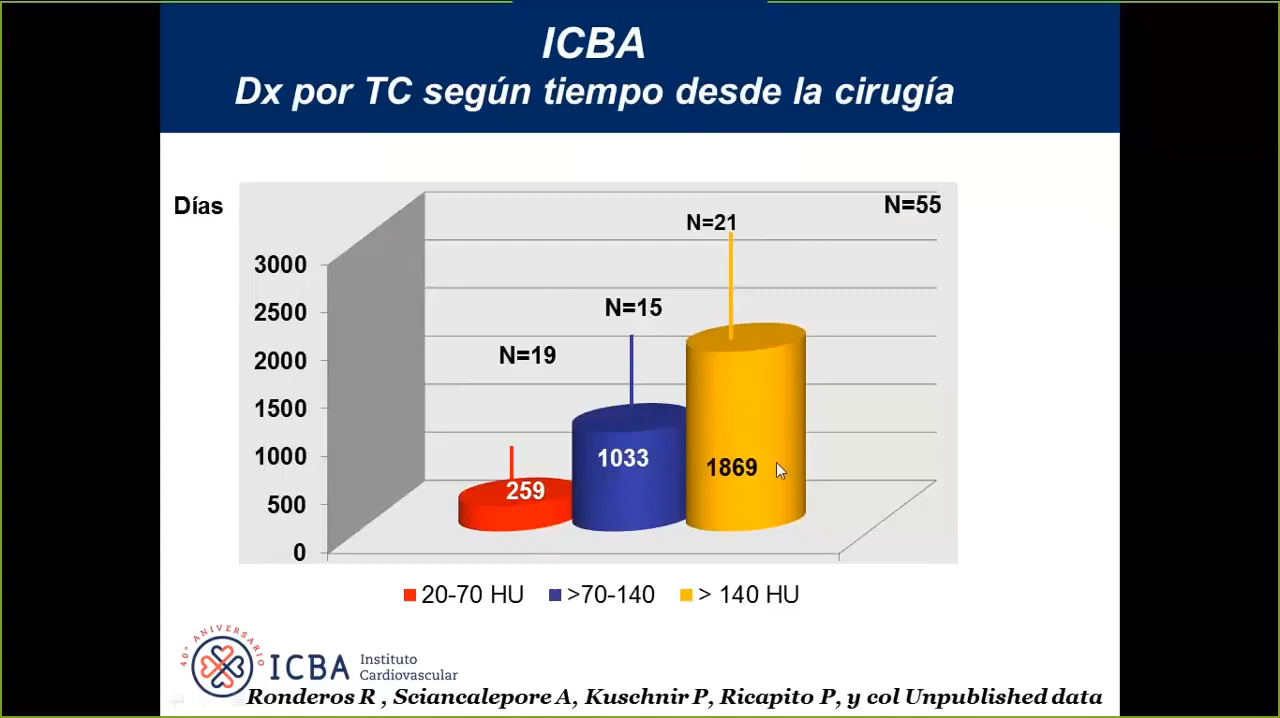 ICBA
Dx por TC según tiempo desde la cirugía
Días
N=55
N=21
N=15
N=19
3000
2500
2000
1500
1000
500
0
259
1033
1869
20-70 HU >70-140 > 140 HU
40° ANIVERSARIO
ICBA Instituto
Cardiovascular
Ronderos R , Sciancalepore A, Kuschnir P, Ricapito P, y col Unpublished data